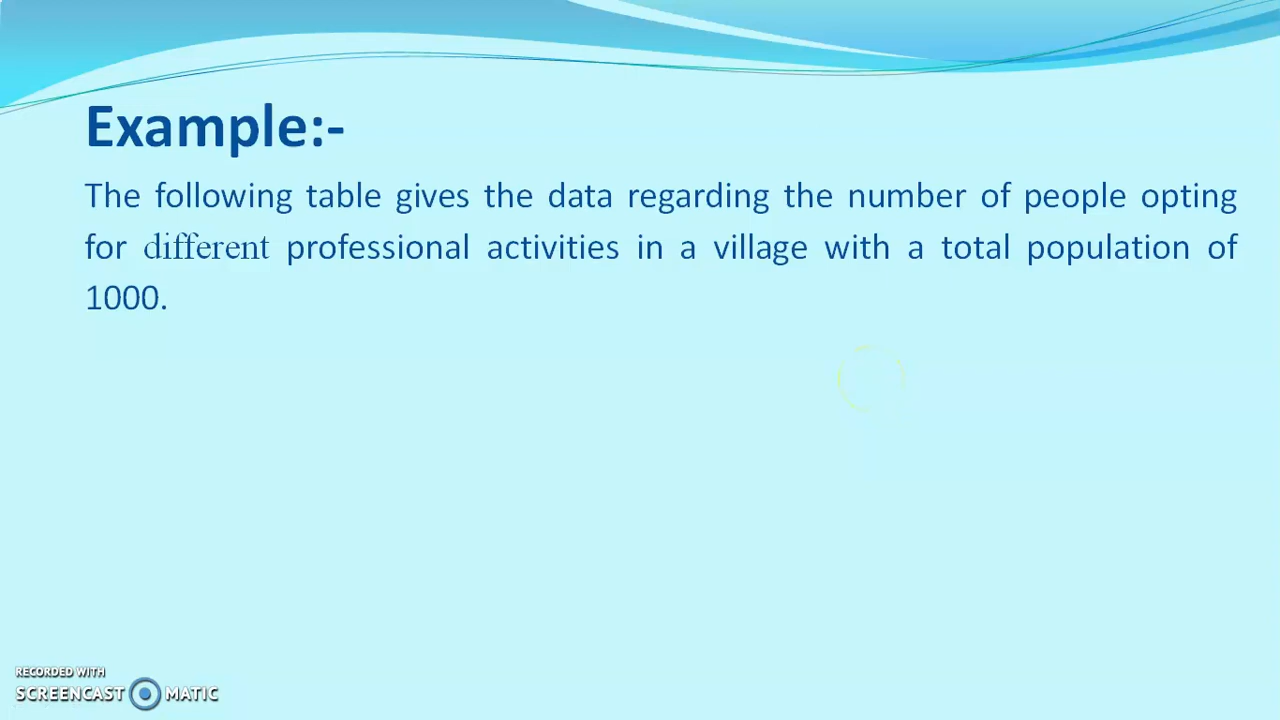 Example:-
The following table gives the data regarding the number of people opting
for different professional activities in a village with a total population of
1000.
RECORDED WITH
SCREENCAST MATIC